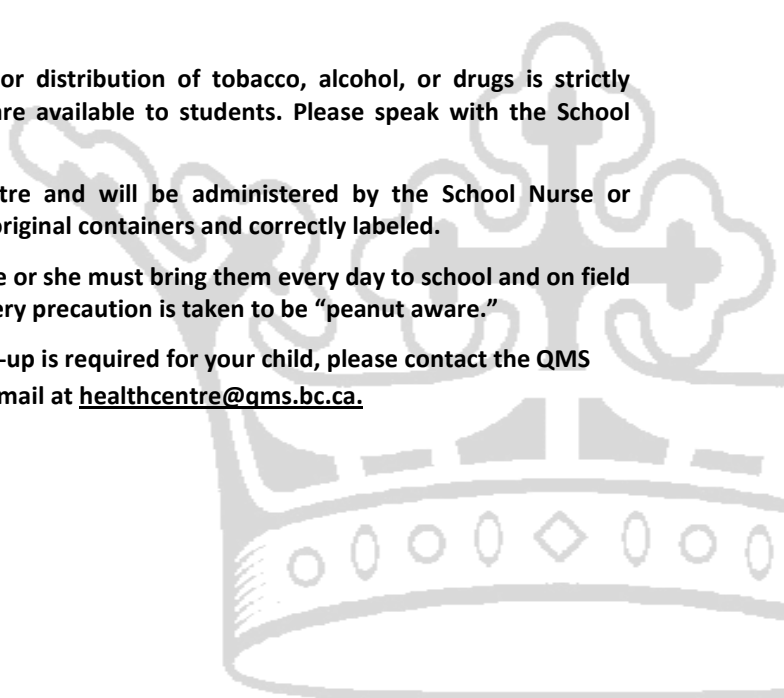 or distribution of tobacco, alcohol, or drugs is strictly
are available to students. Please speak with the School
tre and will be administered by the School Nurse or
original containers and correctly labeled.
e or she must bring them every day to school and on field
ery precaution is taken to be “peanut aware.”
-up is required for your child, please contact the QMS
mail at healthcentre@qms.bc.ca.